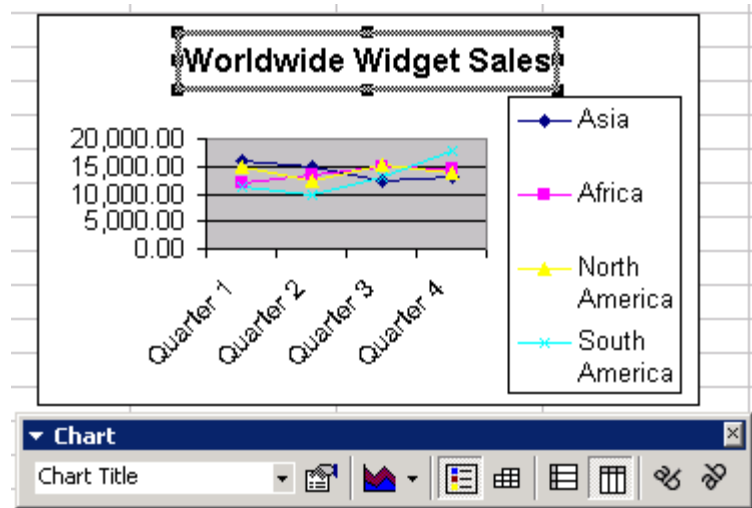 Worldwide Widget Sales
20,000.00
15,000.00
10,000.00
5,000.00
0.00
Quarter 1
Quarter 2
Quarter 3
Quarter 4
Asia
Africa
North
America
South
America
Chart
Chart Title